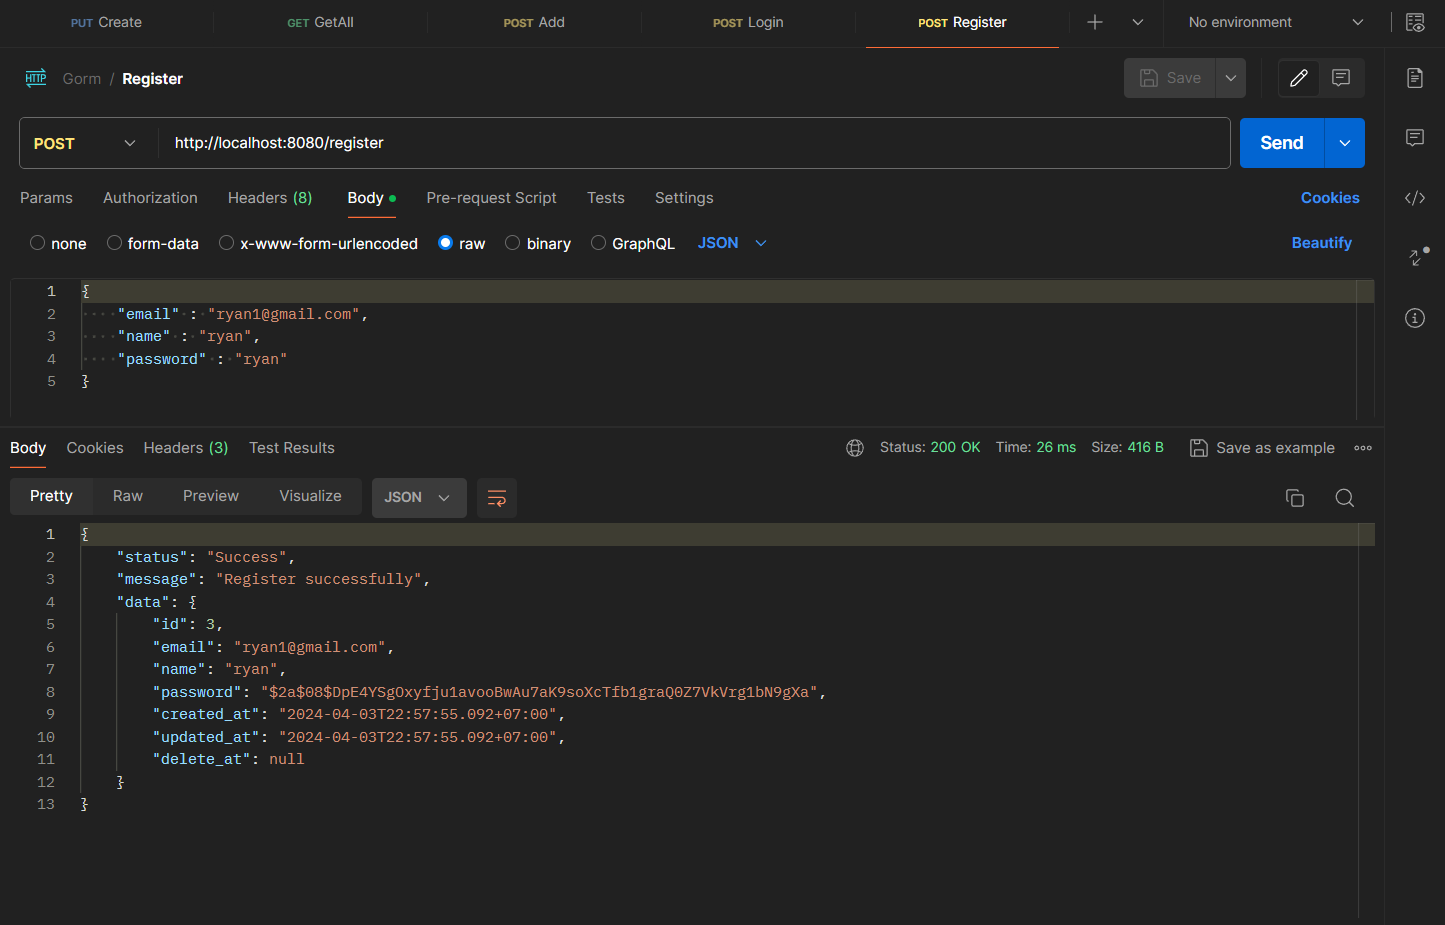 PUT Create GET GetAll POST Add POST Login POST Register No environment
HTTP Gorm / Register Save
POST http://localhost:8080/register Send
Params Authorization Headers (8) Body Pre-request Script Tests Settings Cookies
none form-data x-www-form-urlencoded raw binary GraphQL JSON Beautify
1 {
2 "email" : "ryan1@gmail.com",
3 "name" : "ryan",
4 "password" : "ryan"
5 }
Body Cookies Headers (3) Test Results Status: 200 OK Time: 26 ms Size: 416 B Save as example
Pretty Raw Preview Visualize JSON
1 {
2 "status": "Success",
3 "message": "Register successfully",
4 "data": {
5 "id": 3,
6 "email": "ryan1@gmail.com",
7 "name": "ryan",
8 "password": "$2a$08$DpE4YSgOxyfju1avooBwAu7aK9soXcTfb1graQ0Z7VkVrg1bN9gXa",
9 "created_at": "2024-04-03T22:57:55.092+07:00",
10 "updated_at": "2024-04-03T22:57:55.092+07:00",
11 "delete_at": null
12 }
13 }